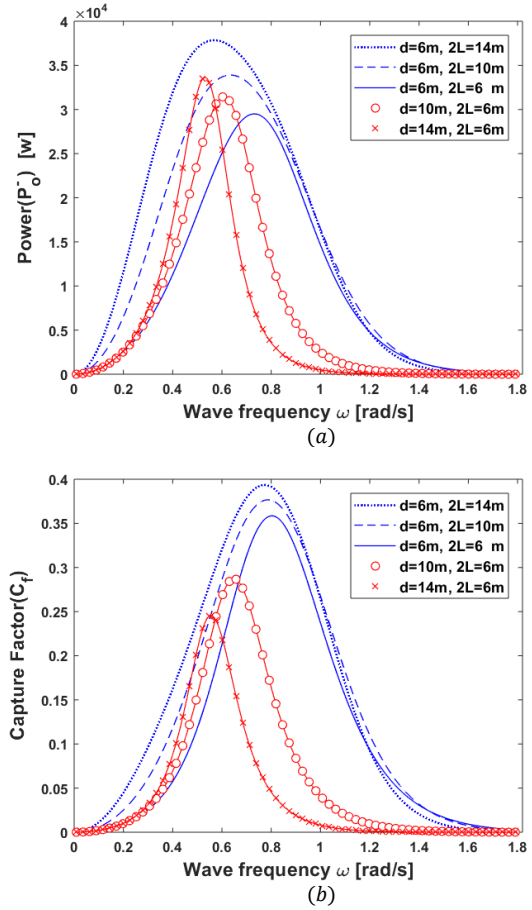 ×10⁴
4
3.5
3
2.5
2
1.5
1
0.5
0
Power(P⁻ₒ) [w]
d=6m, 2L=14m
d=6m, 2L=10m
d=6m, 2L=6 m
d=10m, 2L=6m
d=14m, 2L=6m
0 0.2 0.4 0.6 0.8 1 1.2 1.4 1.6 1.8
Wave frequency ω [rad/s]
(a)
0.4
0.35
0.3
0.25
0.2
0.15
0.1
0.05
0
Capture Factor(C_f)
d=6m, 2L=14m
d=6m, 2L=10m
d=6m, 2L=6 m
d=10m, 2L=6m
d=14m, 2L=6m
0 0.2 0.4 0.6 0.8 1 1.2 1.4 1.6 1.8
Wave frequency ω [rad/s]
(b)